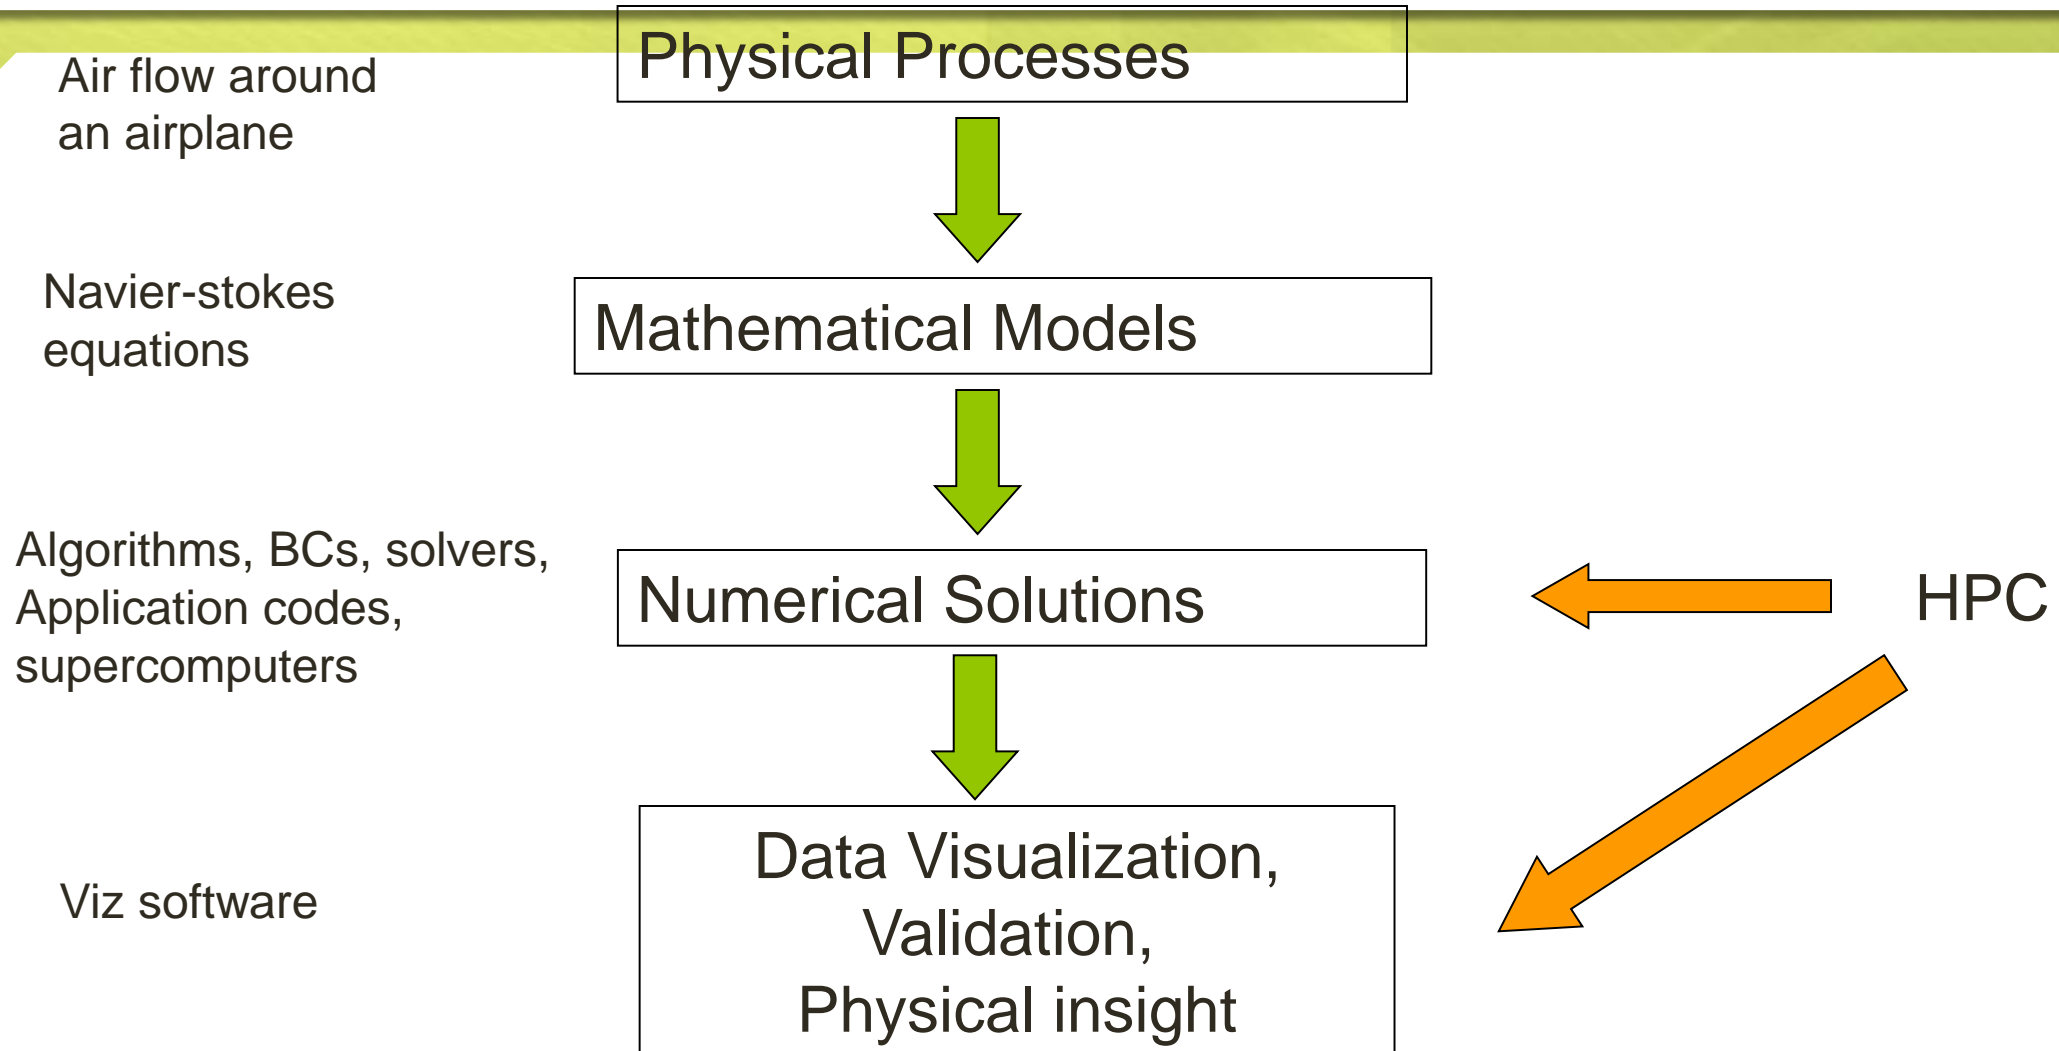 Physical Processes
Air flow around
an airplane
Navier-stokes
equations
Mathematical Models
Algorithms, BCs, solvers,
Application codes,
supercomputers
Numerical Solutions
HPC
Viz software
Data Visualization,
Validation,
Physical insight